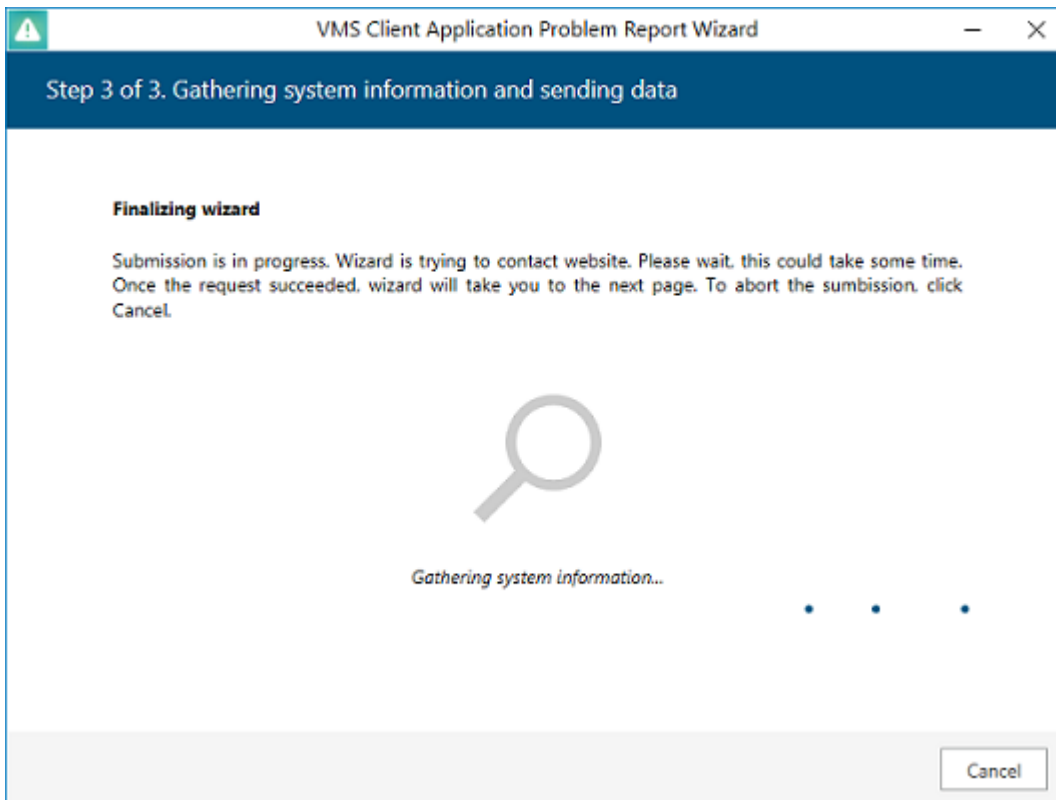 VMS Client Application Problem Report Wizard
Step 3 of 3. Gathering system information and sending data
Finalizing wizard
Submission is in progress. Wizard is trying to contact website. Please wait, this could take some time.
Once the request succeeded, wizard will take you to the next page. To abort the sumbission, click
Cancel.
Gathering system information...
Cancel